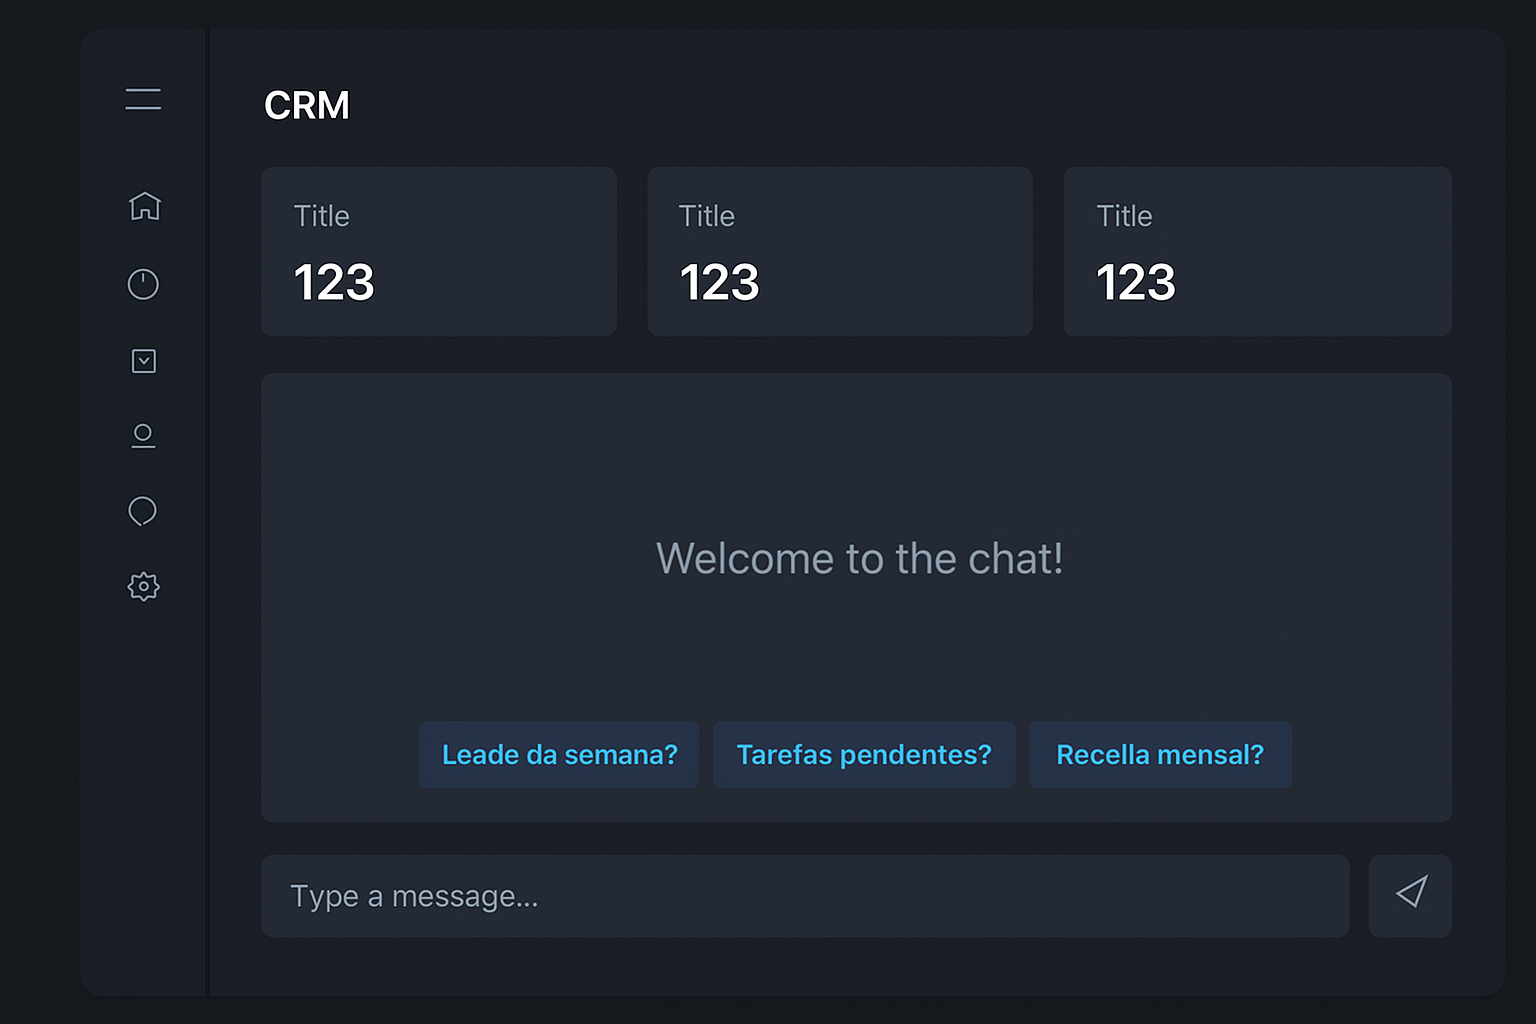 CRM
Title
123
Title
123
Title
123
Welcome to the chat!
Leade da semana?
Tarefas pendentes?
Recella mensal?
Type a message...